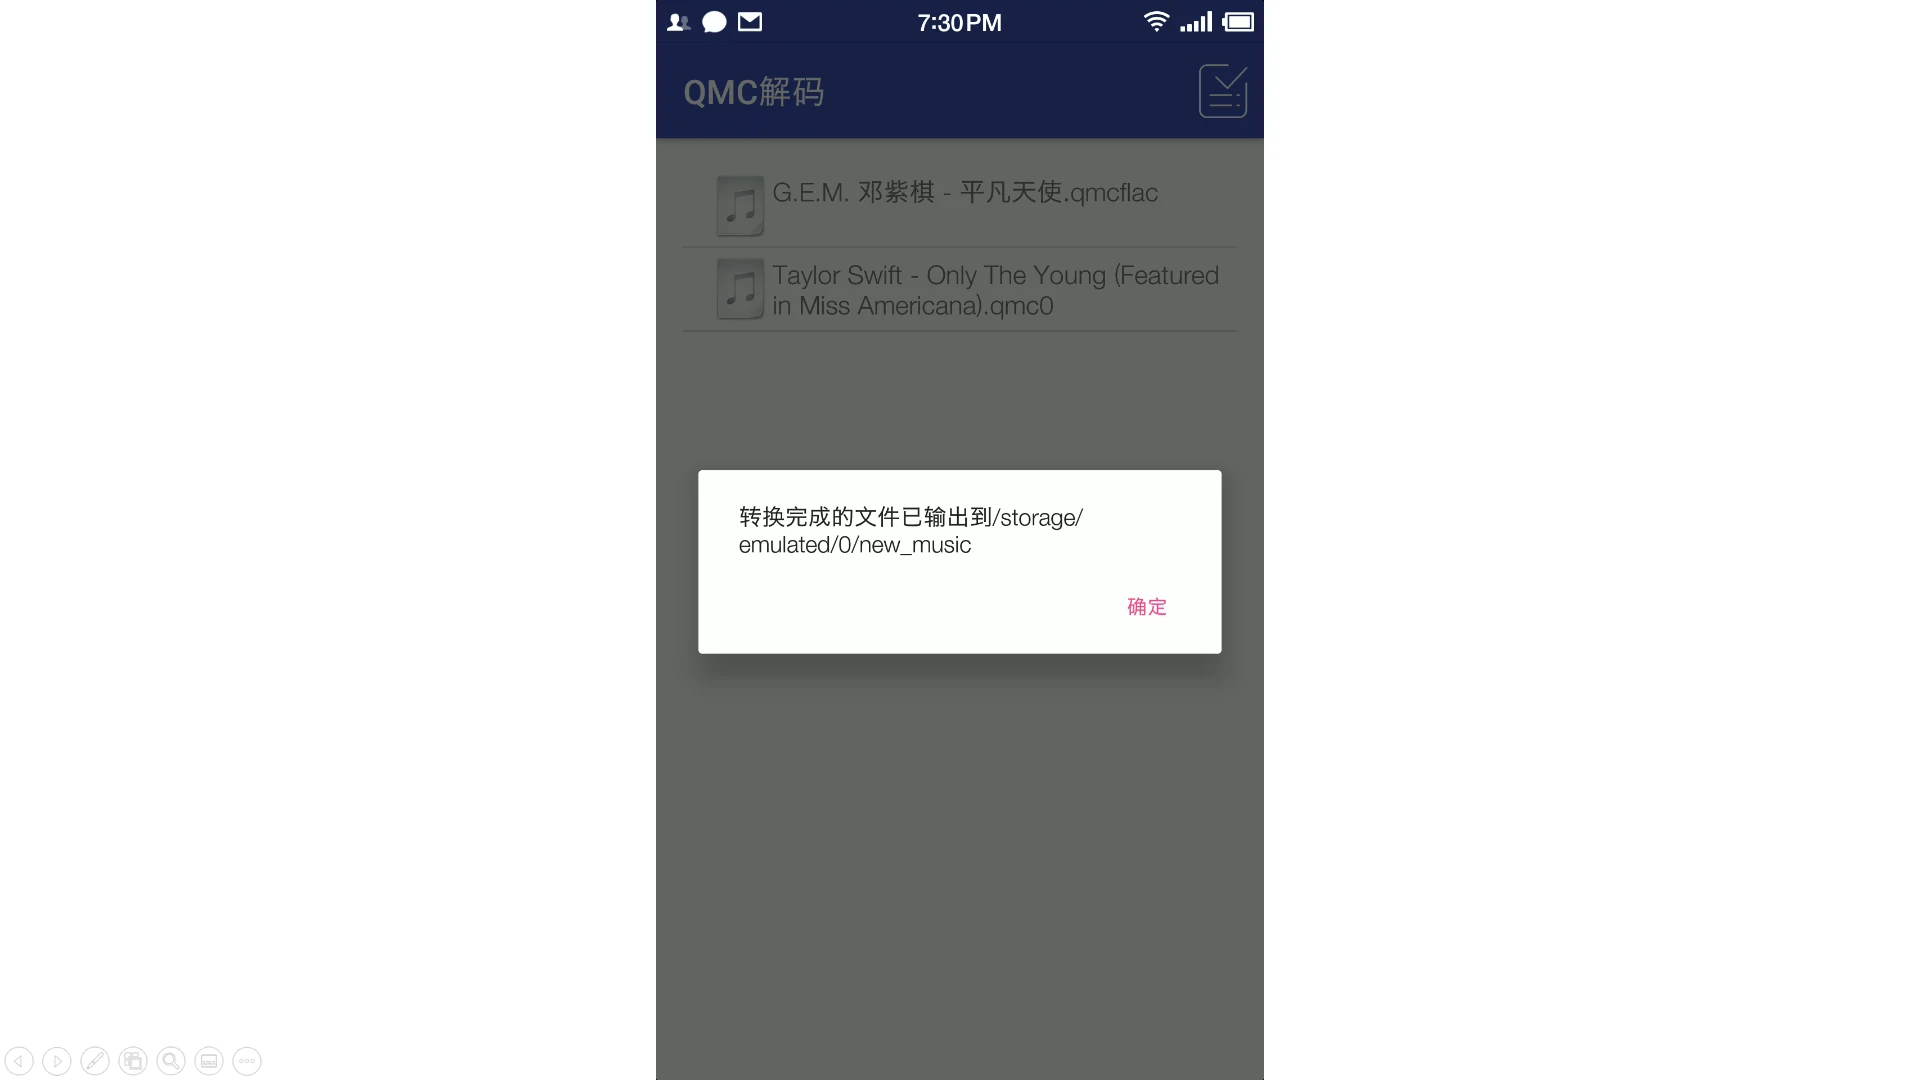 7:30 PM
QMC解码
G.E.M. 邓紫棋 - 平凡天使.qmcflac
Taylor Swift - Only The Young (Featured
in Miss Americana).qmc0
转换完成的文件已输出到/storage/
emulated/0/new_music
确定